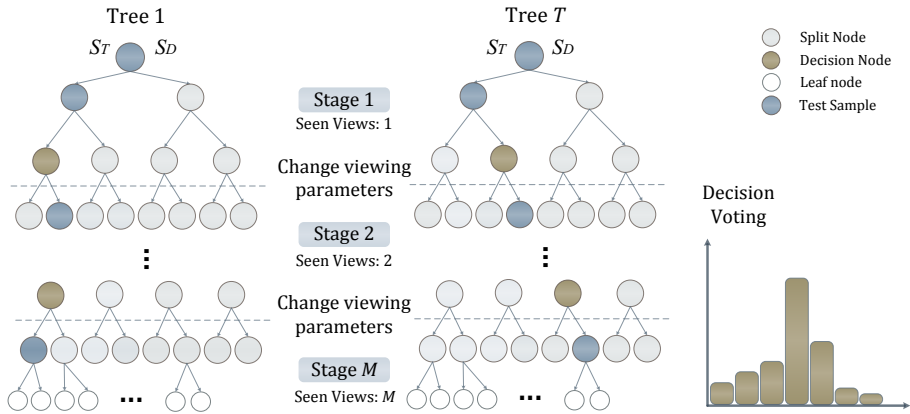 Tree 1
Tree T
S_T S_D
S_T S_D
Split Node
Decision Node
Leaf node
Test Sample
Stage 1
Seen Views: 1
Change viewing
parameters
Stage 2
Seen Views: 2
Change viewing
parameters
Stage M
Seen Views: M
...
...
Decision
Voting